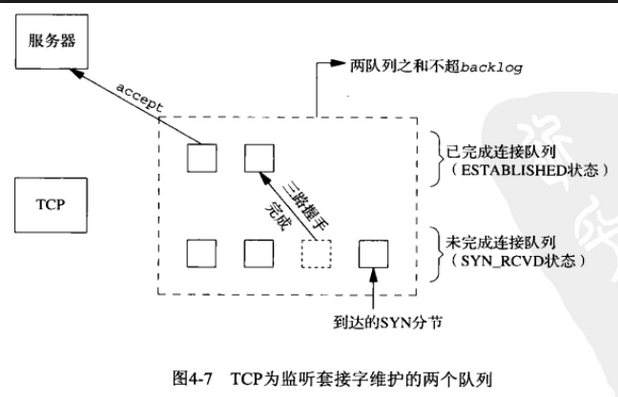 服务器
两队列之和不超backlog
accept
已完成连接队列
（ESTABLISHED状态）
三路握手
完成
TCP
未完成连接队列
（SYN_RCVD状态）
到达的SYN分节
图4-7 TCP为监听套接字维护的两个队列